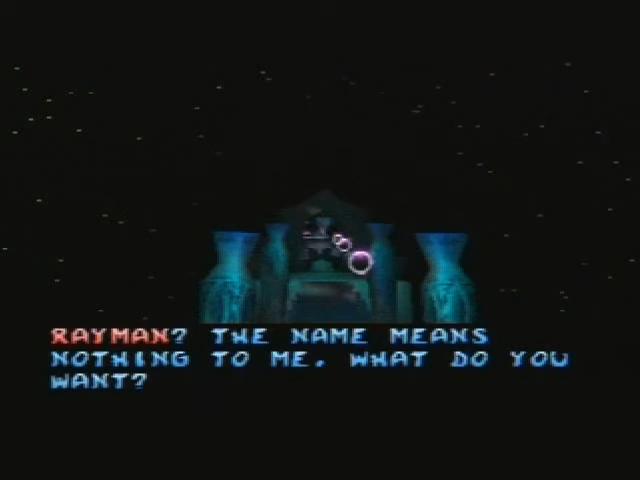 RAYMAN? THE NAME MEANS
NOTHING TO ME. WHAT DO YOU
WANT?